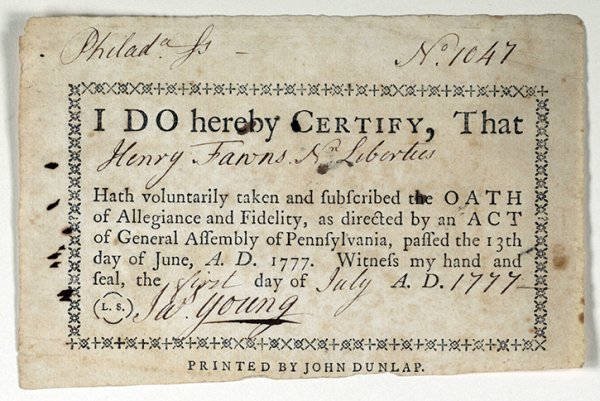 Philada. Ss — No. 1047
I DO hereby CERTIFY, That
Henry Fawns. Nn Liberties
Hath voluntarily taken and ſubſcribed the OATH
of Allegiance and Fidelity, as directed by an ACT
of General Aſſembly of Pennſylvania, paſſed the 13th
day of June, A. D. 1777. Witneſs my hand and
ſeal, the first day of July A. D. 1777—
L. S. Jas. Young
PRINTED BY JOHN DUNLAP.